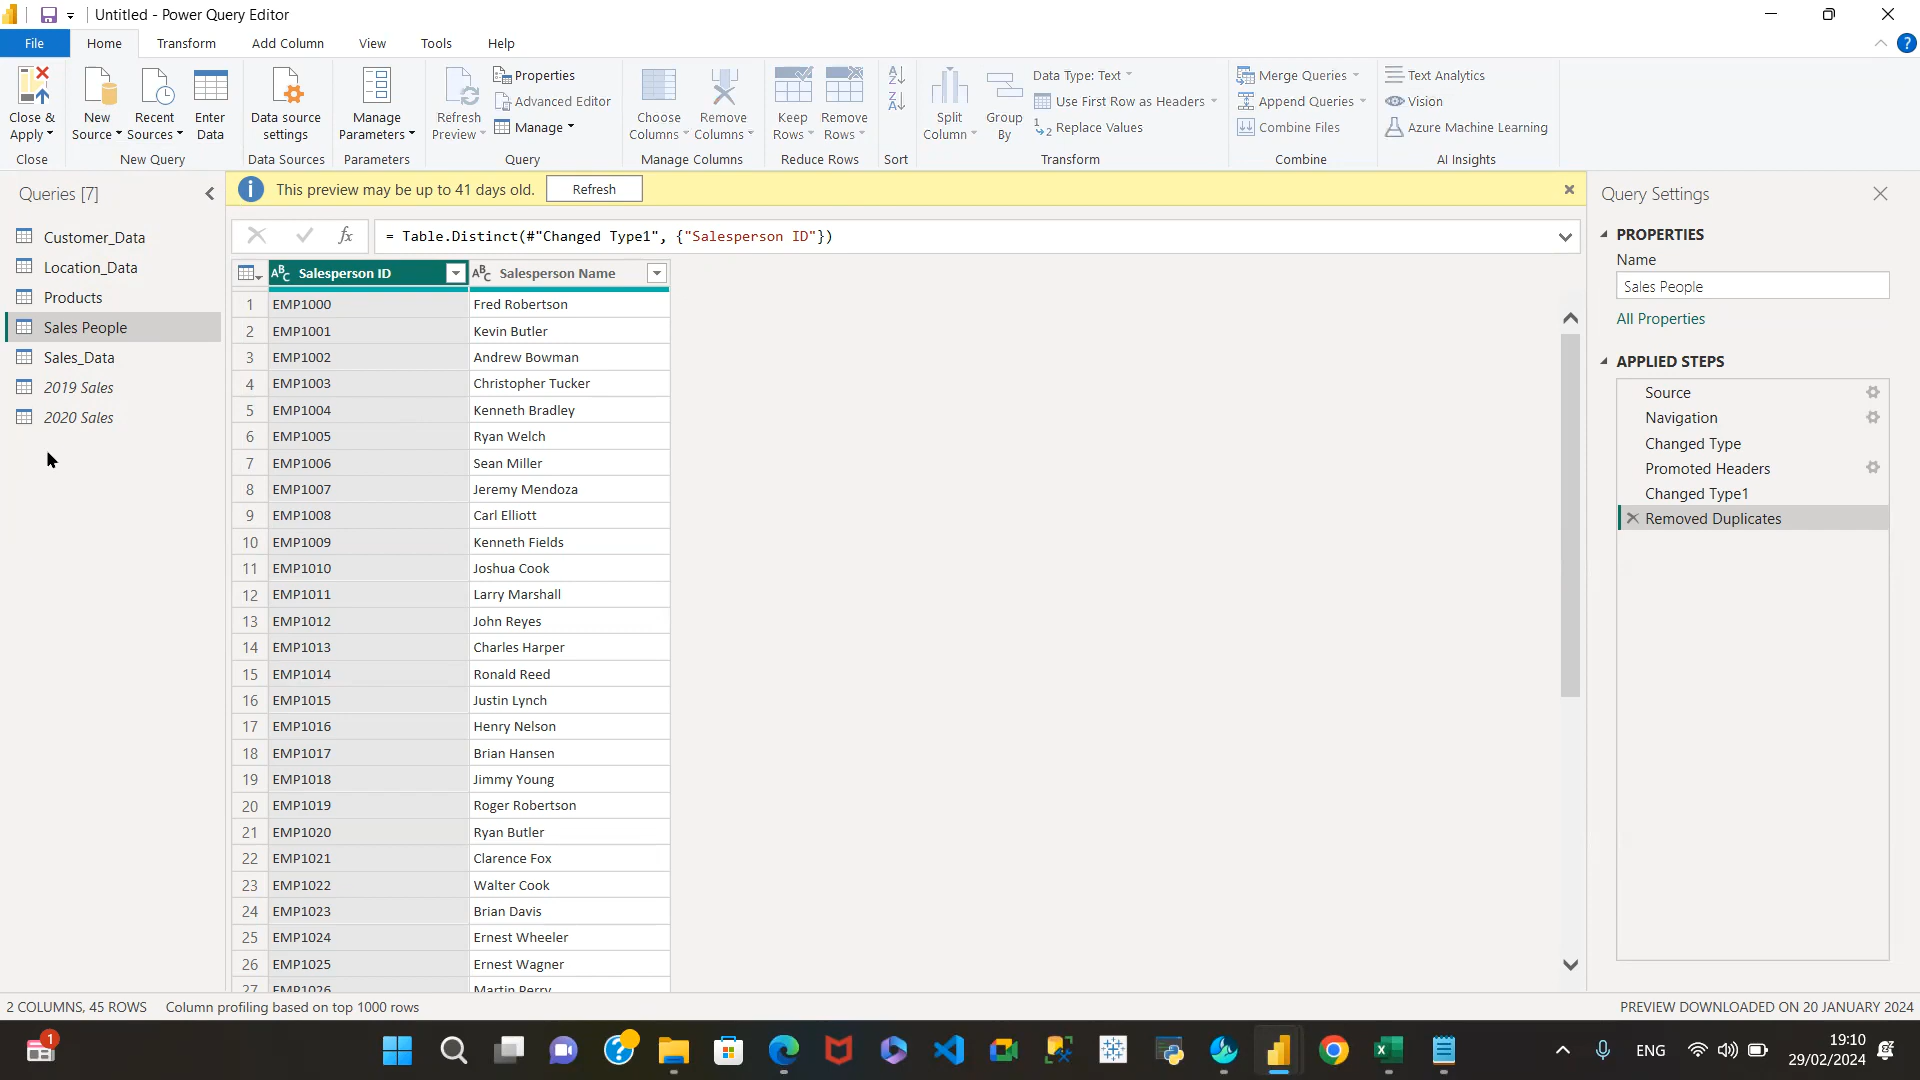 Untitled - Power Query Editor
File Home Transform Add Column View Tools Help
Close & Apply
New Source
Recent Sources
Enter Data
Data source settings
Manage Parameters
Refresh Preview
Properties
Advanced Editor
Manage
Choose Columns
Remove Columns
Keep Rows
Remove Rows
Split Column
Group By
Data Type: Text
Use First Row as Headers
Replace Values
Merge Queries
Append Queries
Combine Files
Text Analytics
Vision
Azure Machine Learning
Close New Query Data Sources Parameters Query Manage Columns Reduce Rows Sort Transform Combine AI Insights
Queries [7]
Customer_Data
Location_Data
Products
Sales People
Sales_Data
2019 Sales
2020 Sales
This preview may be up to 41 days old. Refresh
= Table.Distinct(#"Changed Type1", {"Salesperson ID"})
Salesperson ID Salesperson Name
1 EMP1000 Fred Robertson
2 EMP1001 Kevin Butler
3 EMP1002 Andrew Bowman
4 EMP1003 Christopher Tucker
5 EMP1004 Kenneth Bradley
6 EMP1005 Ryan Welch
7 EMP1006 Sean Miller
8 EMP1007 Jeremy Mendoza
9 EMP1008 Carl Elliott
10 EMP1009 Kenneth Fields
11 EMP1010 Joshua Cook
12 EMP1011 Larry Marshall
13 EMP1012 John Reyes
14 EMP1013 Charles Harper
15 EMP1014 Ronald Reed
16 EMP1015 Justin Lynch
17 EMP1016 Henry Nelson
18 EMP1017 Brian Hansen
19 EMP1018 Jimmy Young
20 EMP1019 Roger Robertson
21 EMP1020 Ryan Butler
22 EMP1021 Clarence Fox
23 EMP1022 Walter Cook
24 EMP1023 Brian Davis
25 EMP1024 Ernest Wheeler
26 EMP1025 Ernest Wagner
27 EMP1026 Martin Perry
Query Settings
PROPERTIES
Name
Sales People
All Properties
APPLIED STEPS
Source
Navigation
Changed Type
Promoted Headers
Changed Type1
Removed Duplicates
2 COLUMNS, 45 ROWS Column profiling based on top 1000 rows
PREVIEW DOWNLOADED ON 20 JANUARY 2024
1
ENG
19:10
29/02/2024